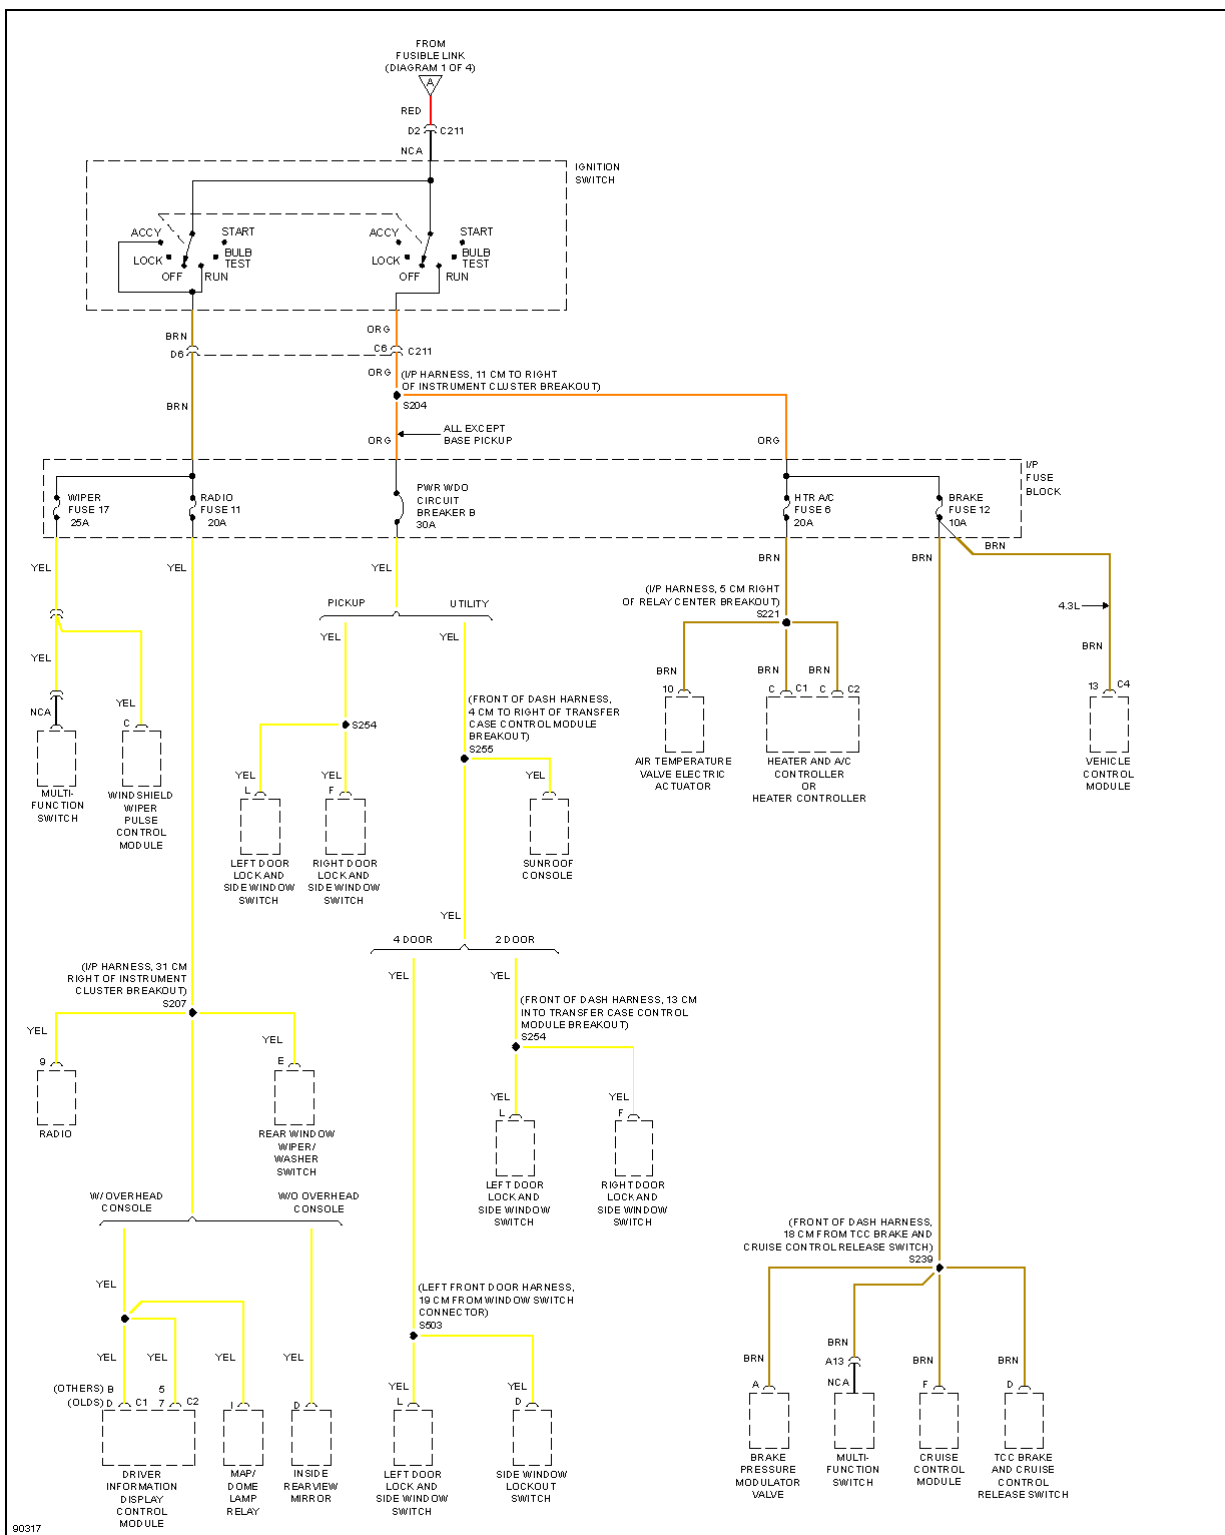 FROM
FUSIBLE LINK
(DIAGRAM 1 OF 4)
A
RED
D2 C211
NCA
IGNITION
SWITCH
ACCY
START
LOCK
BULB
TEST
OFF
RUN
ACCY
START
LOCK
BULB
TEST
OFF
RUN
BRN
ORG
D6
C6 C211
ORG
(I/P HARNESS, 11 CM TO RIGHT
OF INSTRUMENT CLUSTER BREAKOUT)
S204
BRN
ORG
ALL EXCEPT
BASE PICKUP
ORG
I/P
FUSE
BLOCK
WIPER
FUSE 17
25A
RADIO
FUSE 11
20A
PWR WDO
CIRCUIT
BREAKER B
30A
HTR A/C
FUSE 6
20A
BRAKE
FUSE 12
10A
YEL
YEL
YEL
BRN
BRN
BRN
PICKUP
UTILITY
(I/P HARNESS, 5 CM RIGHT
OF RELAY CENTER BREAKOUT)
S221
4.3L
YEL
YEL
YEL
BRN
BRN
BRN
BRN
10
C C1
C C2
13 C4
NCA
YEL
C
S254
(FRONT OF DASH HARNESS,
4 CM TO RIGHT OF TRANSFER
CASE CONTROL MODULE
BREAKOUT)
S255
AIR TEMPERATURE
VALVE ELECTRIC
ACTUATOR
HEATER AND A/C
CONTROLLER
OR
HEATER CONTROLLER
VEHICLE
CONTROL
MODULE
MULTI-
FUNCTION
SWITCH
WINDSHIELD
WIPER
PULSE
CONTROL
MODULE
YEL
L
YEL
F
YEL
LEFT DOOR
LOCK AND
SIDE WINDOW
SWITCH
RIGHT DOOR
LOCK AND
SIDE WINDOW
SWITCH
SUNROOF
CONSOLE
YEL
4 DOOR
2 DOOR
(I/P HARNESS, 31 CM
RIGHT OF INSTRUMENT
CLUSTER BREAKOUT)
S207
YEL
YEL
(FRONT OF DASH HARNESS, 13 CM
INTO TRANSFER CASE CONTROL
MODULE BREAKOUT)
S254
YEL
YEL
9
E
RADIO
REAR WINDOW
WIPER/
WASHER
SWITCH
YEL
L
YEL
F
LEFT DOOR
LOCK AND
SIDE WINDOW
SWITCH
RIGHT DOOR
LOCK AND
SIDE WINDOW
SWITCH
W/ OVERHEAD
CONSOLE
W/O OVERHEAD
CONSOLE
(FRONT OF DASH HARNESS,
18 CM FROM TCC BRAKE AND
CRUISE CONTROL RELEASE SWITCH)
S239
YEL
(LEFT FRONT DOOR HARNESS,
19 CM FROM WINDOW SWITCH
CONNECTOR)
S503
YEL
YEL
YEL
YEL
BRN
BRN
BRN
BRN
A13
NCA
(OTHERS) B
5
(OLDS) D C1
7 C2
I
D
YEL
L
YEL
D
A
F
D
DRIVER
INFORMATION
DISPLAY
CONTROL
MODULE
MAP/
DOME
LAMP
RELAY
INSIDE
REARVIEW
MIRROR
LEFT DOOR
LOCK AND
SIDE WINDOW
SWITCH
SIDE WINDOW
LOCKOUT SWITCH
BRAKE
PRESSURE
MODULATOR
VALVE
MULTI-
FUNCTION
SWITCH
CRUISE
CONTROL
MODULE
TCC BRAKE
AND CRUISE
CONTROL
RELEASE SWITCH
90317